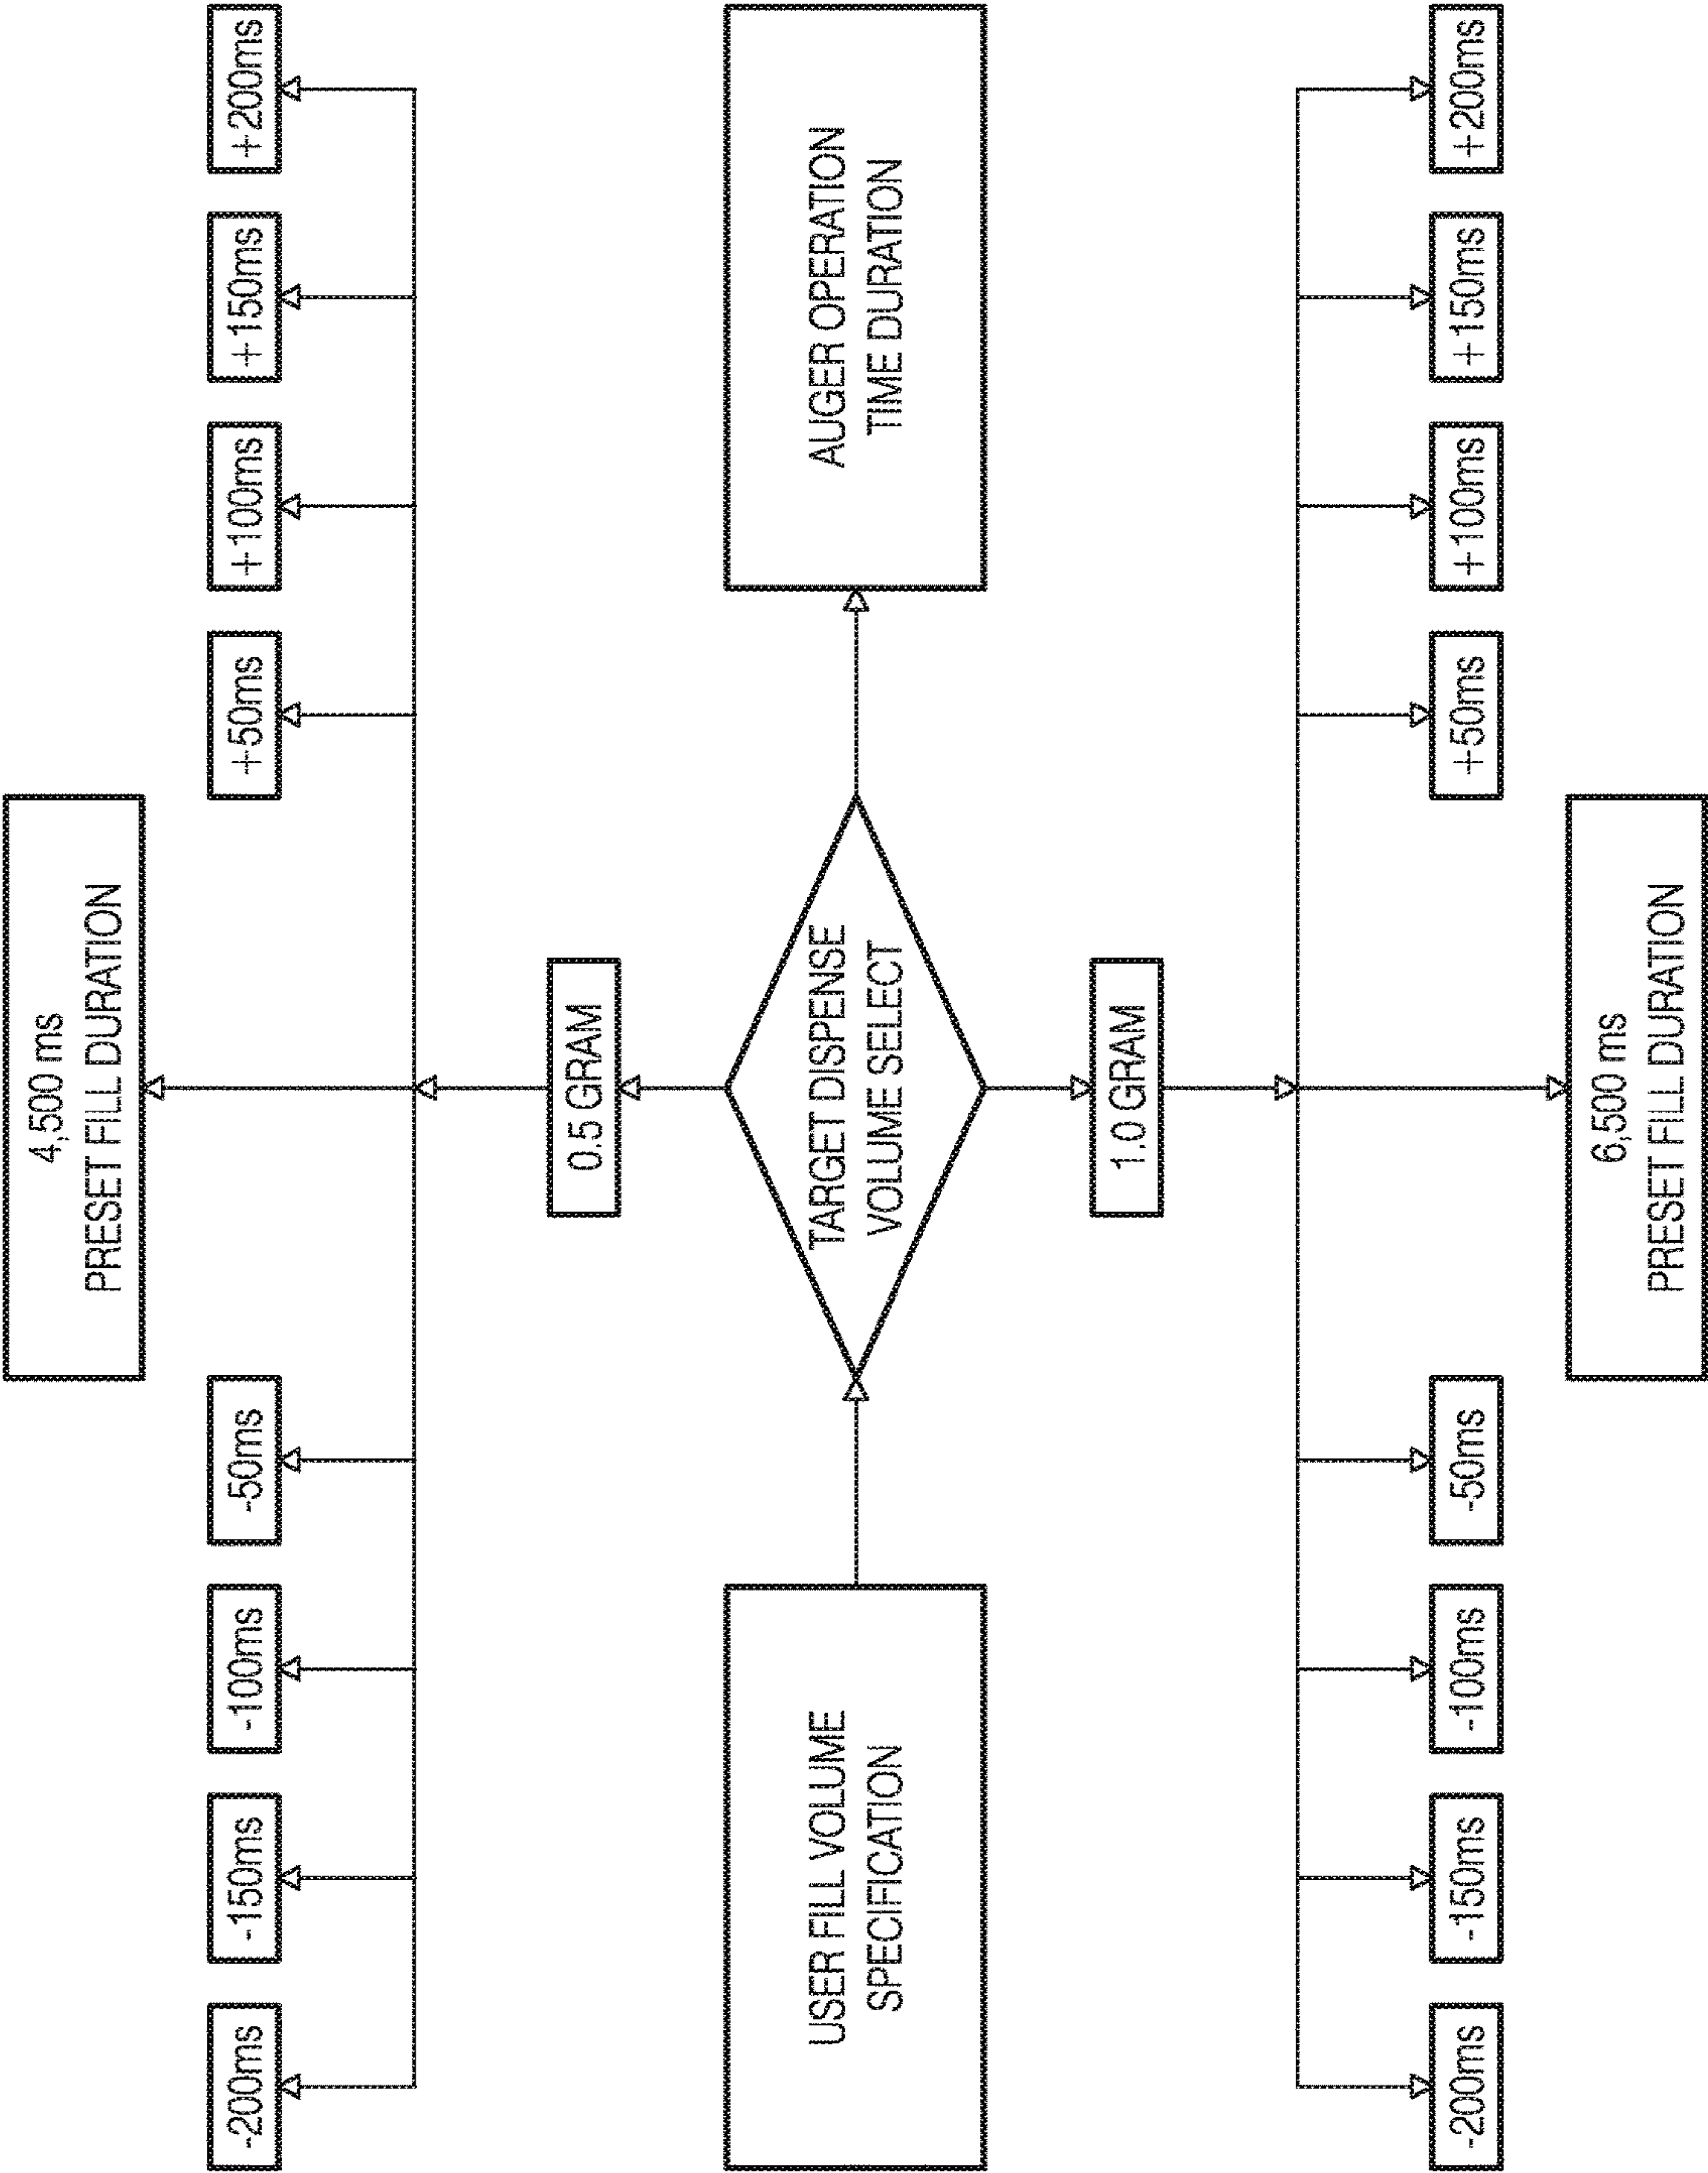 4,500 ms
PRESET FILL DURATION
-200ms
-150ms
-100ms
-50ms
+50ms
+100ms
+150ms
+200ms
0.5 GRAM
USER FILL VOLUME
SPECIFICATION
TARGET DISPENSE
VOLUME SELECT
AUGER OPERATION
TIME DURATION
1.0 GRAM
-200ms
-150ms
-100ms
-50ms
+50ms
+100ms
+150ms
+200ms
6,500 ms
PRESET FILL DURATION